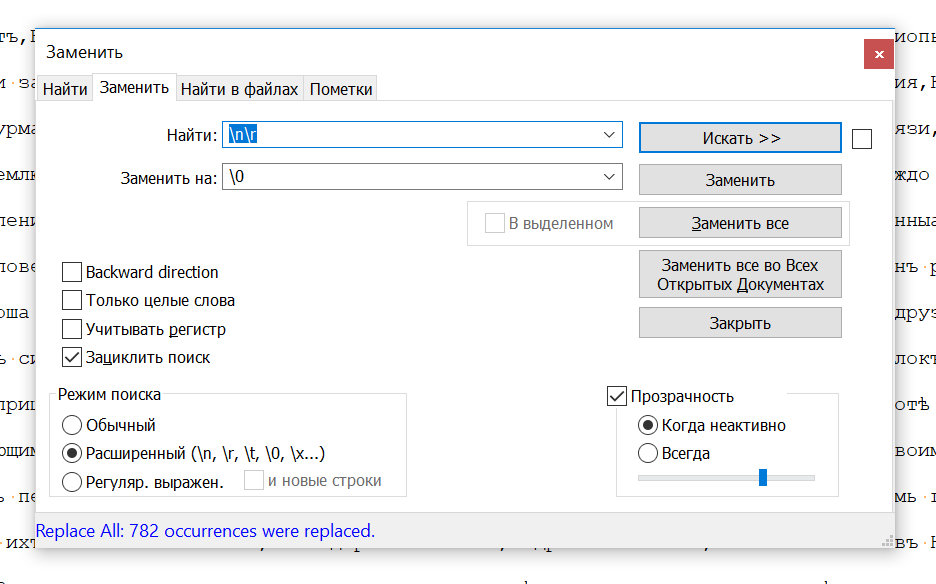 Заменить
Найти Заменить Найти в файлах Пометки
Найти: \n\r Искать >>
Заменить на: \0 Заменить
В выделенном Заменить все
Заменить все во Всех
Открытых Документах
Backward direction
Только целые слова
Закрыть
Учитывать регистр
Зациклить поиск
Режим поиска
Прозрачность
Обычный
Когда неактивно
Расширенный (\n, \r, \t, \0, \x...)
Всегда
Регуляр. выражен. и новые строки
Replace All: 782 occurrences were replaced.